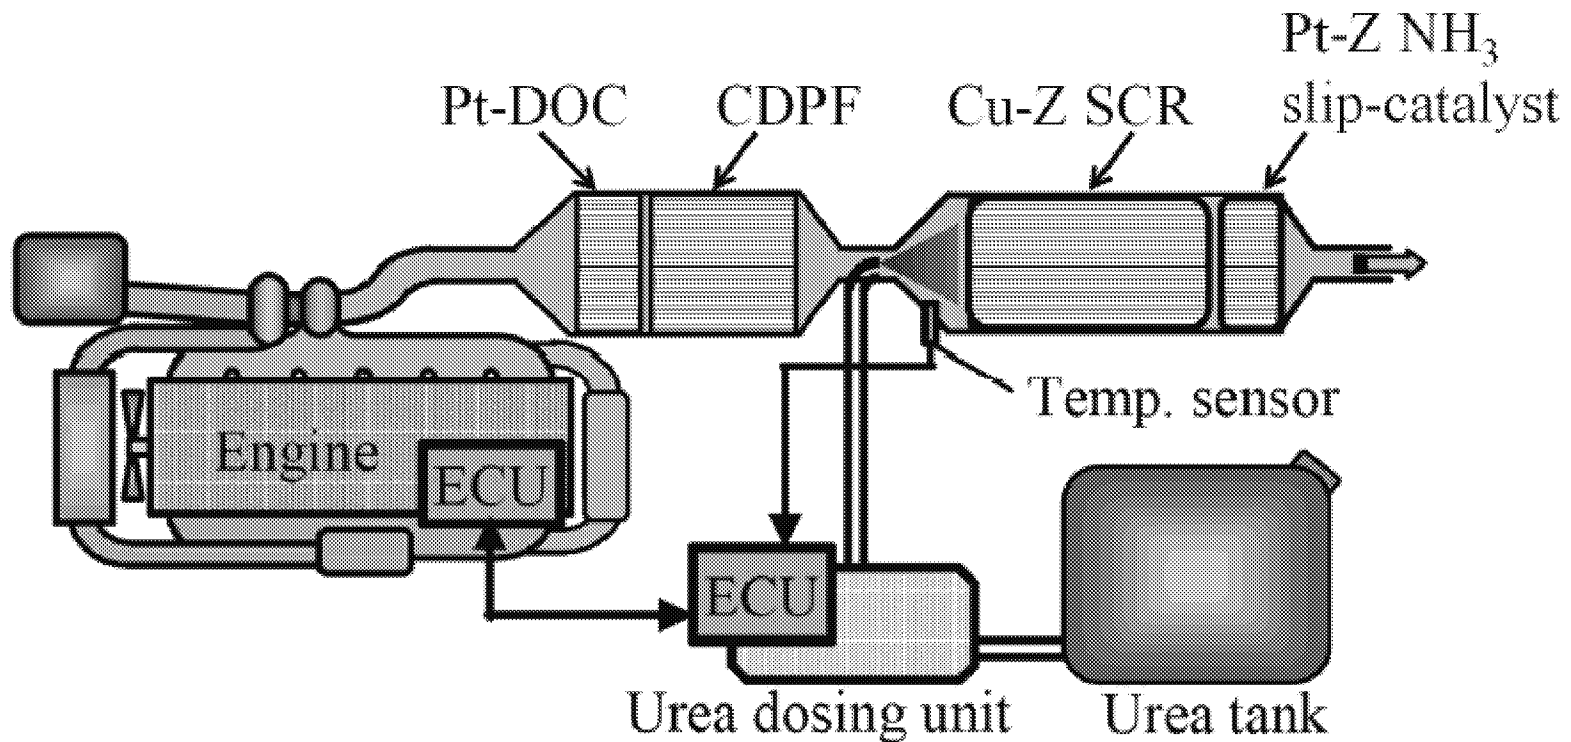 Pt-Z NH₃
Pt-DOC CDPF Cu-Z SCR slip-catalyst
Temp. sensor
Engine
ECU
ECU
Urea dosing unit Urea tank